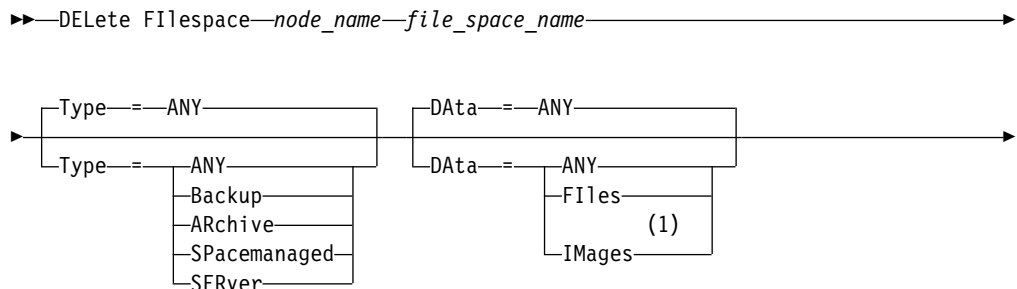 DELete FIlespace node_name file_space_name
Type = ANY DAta = ANY
Type = ANY DAta = ANY
Backup FIles
ARchive (1)
SPacemanaged IMages
SERver